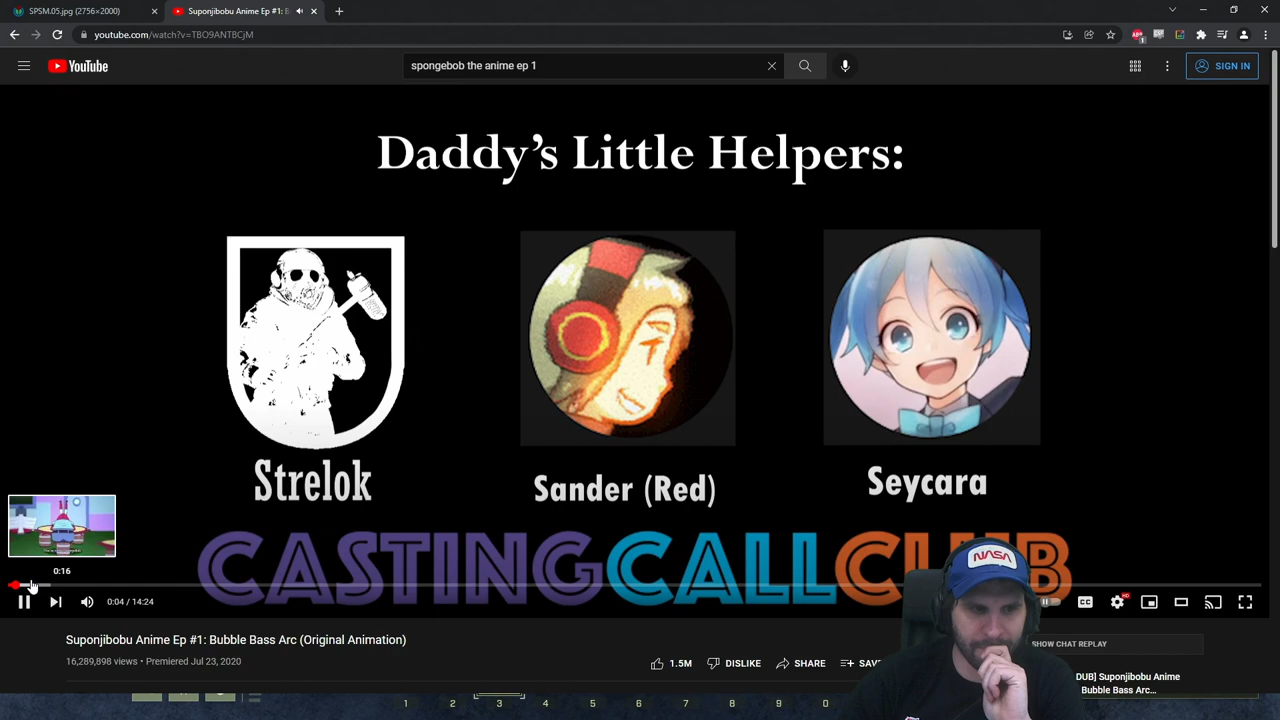 SPSM.05.jpg (2756×2000)
Suponjibobu Anime Ep #1: B
youtube.com/watch?v=TBO9ANTBCjM
YouTube
spongebob the anime ep 1
SIGN IN
Daddy's Little Helpers:
Strelok
Sander (Red)
Seycara
CASTINGCALLCLUB
0:16
0:04 / 14:24
HD
Suponjibobu Anime Ep #1: Bubble Bass Arc (Original Animation)
16,289,898 views • Premiered Jul 23, 2020
1.5M
DISLIKE
SHARE
SAVE
SHOW CHAT REPLAY
DUB] Suponjibobu Anime
Bubble Bass Arc...
NASA
1 2 3 4 5 6 7 8 9 0